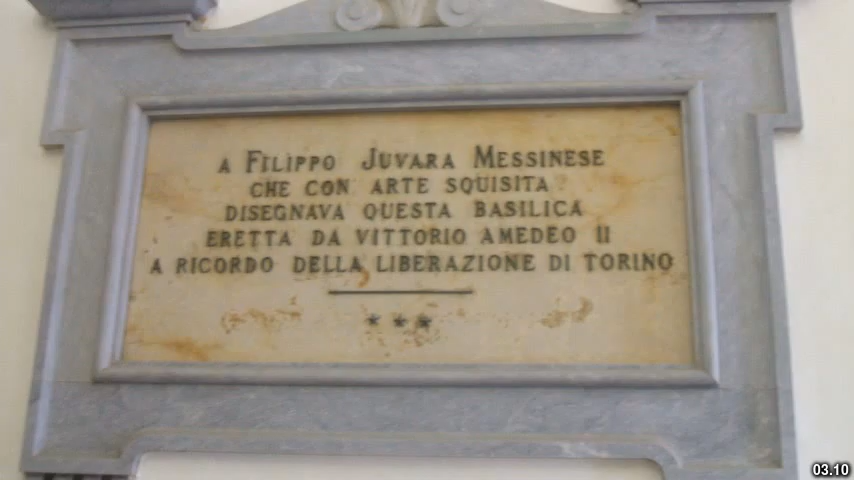 A FILIPPO JUVARA MESSINESE
CHE CON ARTE SQUISITA
DISEGNAVA QUESTA BASILICA
ERETTA DA VITTORIO AMEDEO II
A RICORDO DELLA LIBERAZIONE DI TORINO
★ ★ ★
03.10